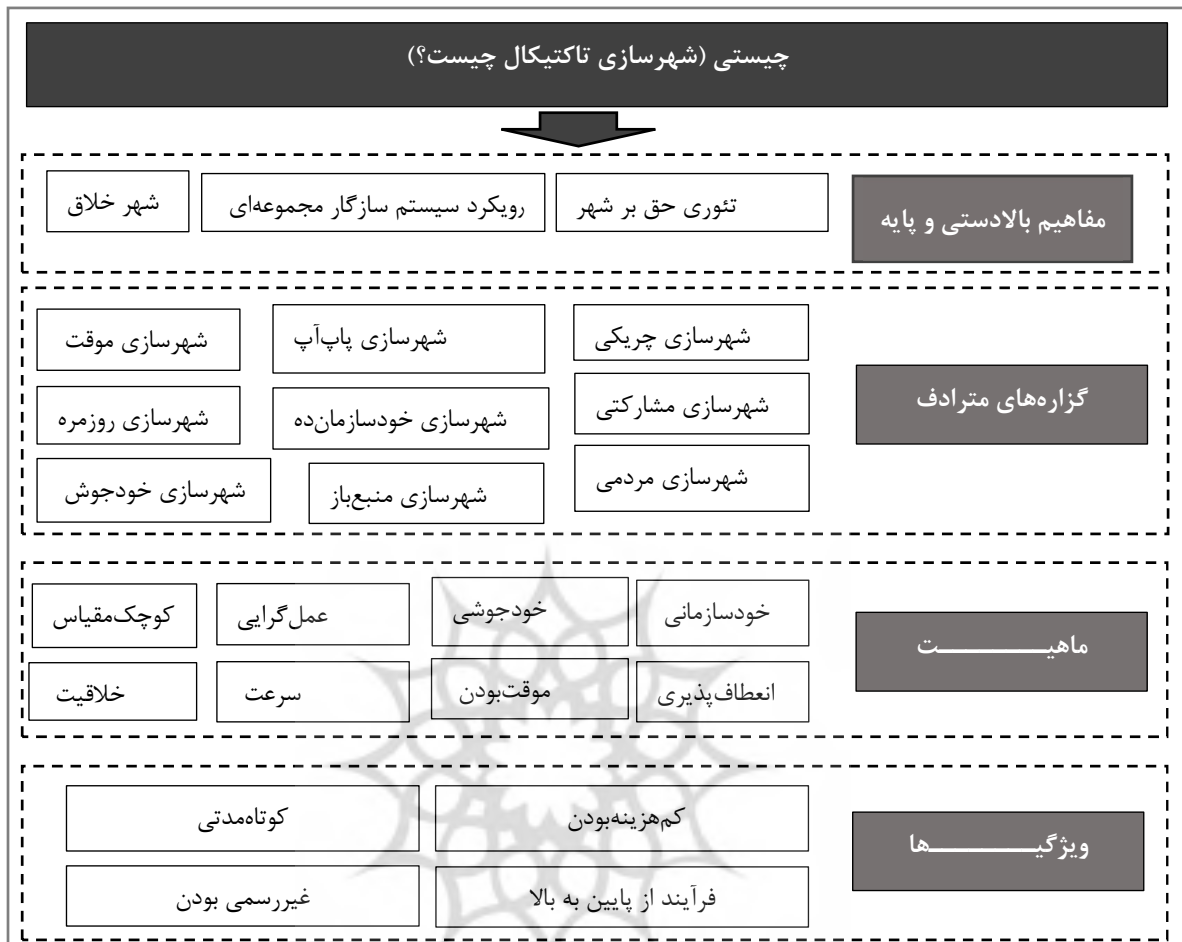 چیستی (شهرسازی تاکتیکال چیست؟)
مفاهیم بالادستی و پایه
تئوری حق بر شهر
رویکرد سیستم سازگار مجموعه‌ای
شهر خلاق
گزاره‌های مترادف
شهرسازی چریکی
شهرسازی پاپ‌آپ
شهرسازی موقت
شهرسازی مشارکتی
شهرسازی خودسازمان‌ده
شهرسازی روزمره
شهرسازی مردمی
شهرسازی منبع‌باز
شهرسازی خودجوش
ماهیـــــــــــــت
خودسازمانی
خودجوشی
عمل‌گرایی
کوچک‌مقیاس
انعطاف‌پذیری
موقت‌بودن
سرعت
خلاقیت
ویژگیـــــــــــــها
کم‌هزینه‌بودن
کوتاه‌مدتی
فرآیند از پایین به بالا
غیررسمی بودن